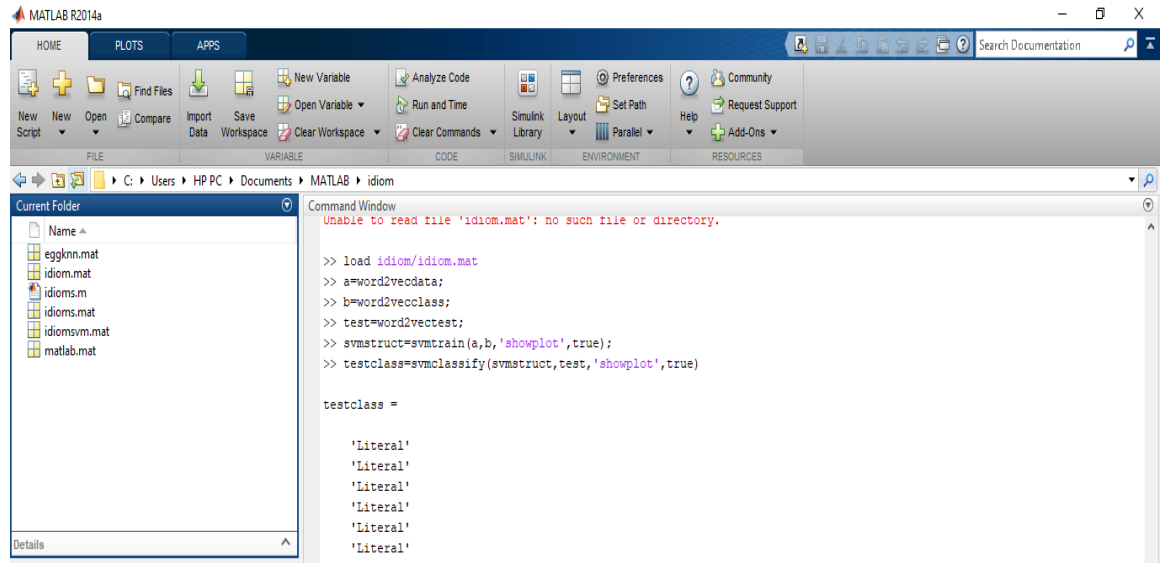 MATLAB R2014a
HOME PLOTS APPS
Search Documentation
New Script
New
Open
Find Files
Compare
Import Data
Save Workspace
New Variable
Open Variable
Clear Workspace
Analyze Code
Run and Time
Clear Commands
Simulink Library
Layout
Preferences
Set Path
Parallel
Help
Community
Request Support
Add-Ons
FILE VARIABLE CODE SIMULINK ENVIRONMENT RESOURCES
C: Users HP PC Documents MATLAB idiom
Current Folder
Name
eggknn.mat
idiom.mat
idioms.m
idioms.mat
idiomsvm.mat
matlab.mat
Details
Command Window
Unable to read file 'idiom.mat': no such file or directory.
>> load idiom/idiom.mat
>> a=word2vecdata;
>> b=word2vecclass;
>> test=word2vectest;
>> svmstruct=svmtrain(a,b,'showplot',true);
>> testclass=svmclassify(svmstruct,test,'showplot',true)
testclass =
'Literal'
'Literal'
'Literal'
'Literal'
'Literal'
'Literal'